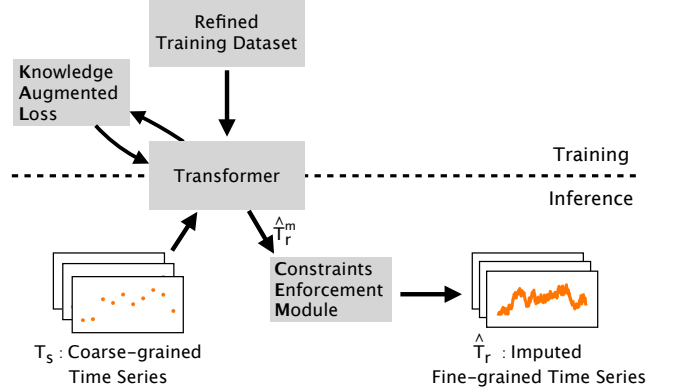 Refined
Training Dataset
Knowledge
Augmented
Loss
Transformer
Training
Inference
T̂ᵣᵐ
Constraints
Enforcement
Module
Tₛ : Coarse-grained
Time Series
T̂ᵣ : Imputed
Fine-grained Time Series